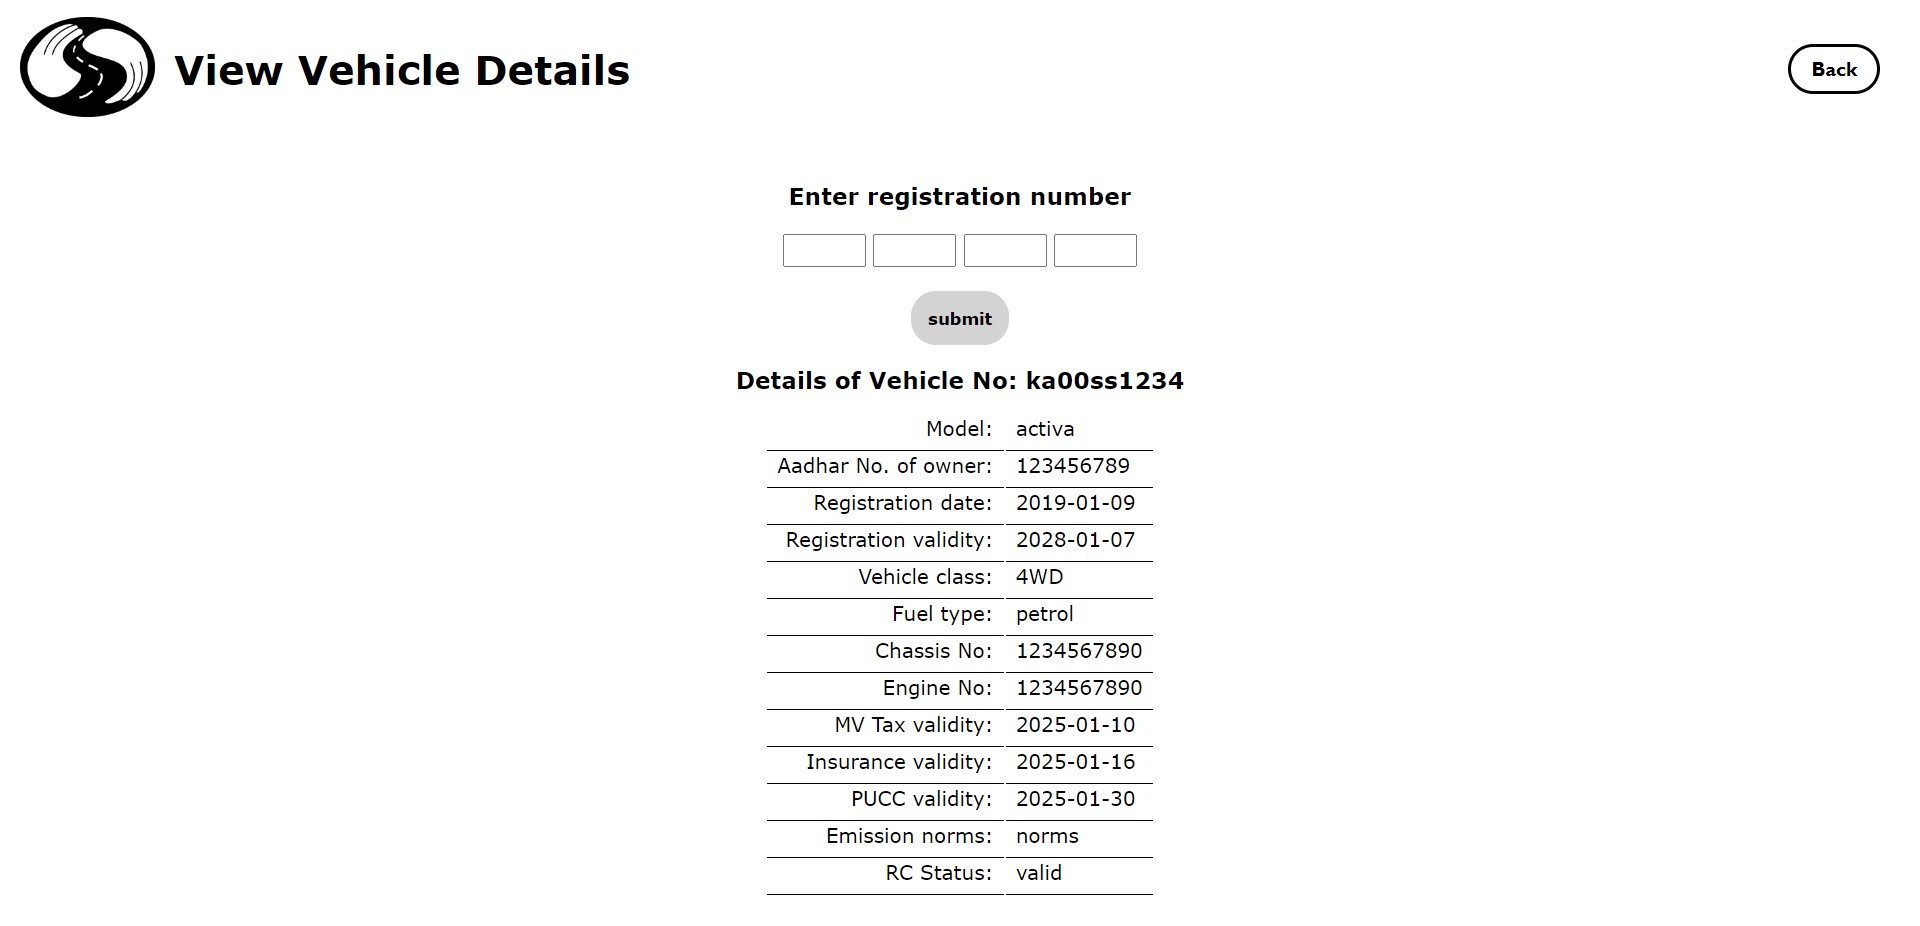 View Vehicle Details
Back
Enter registration number
submit
Details of Vehicle No: ka00ss1234
Model: activa
Aadhar No. of owner: 123456789
Registration date: 2019-01-09
Registration validity: 2028-01-07
Vehicle class: 4WD
Fuel type: petrol
Chassis No: 1234567890
Engine No: 1234567890
MV Tax validity: 2025-01-10
Insurance validity: 2025-01-16
PUCC validity: 2025-01-30
Emission norms: norms
RC Status: valid